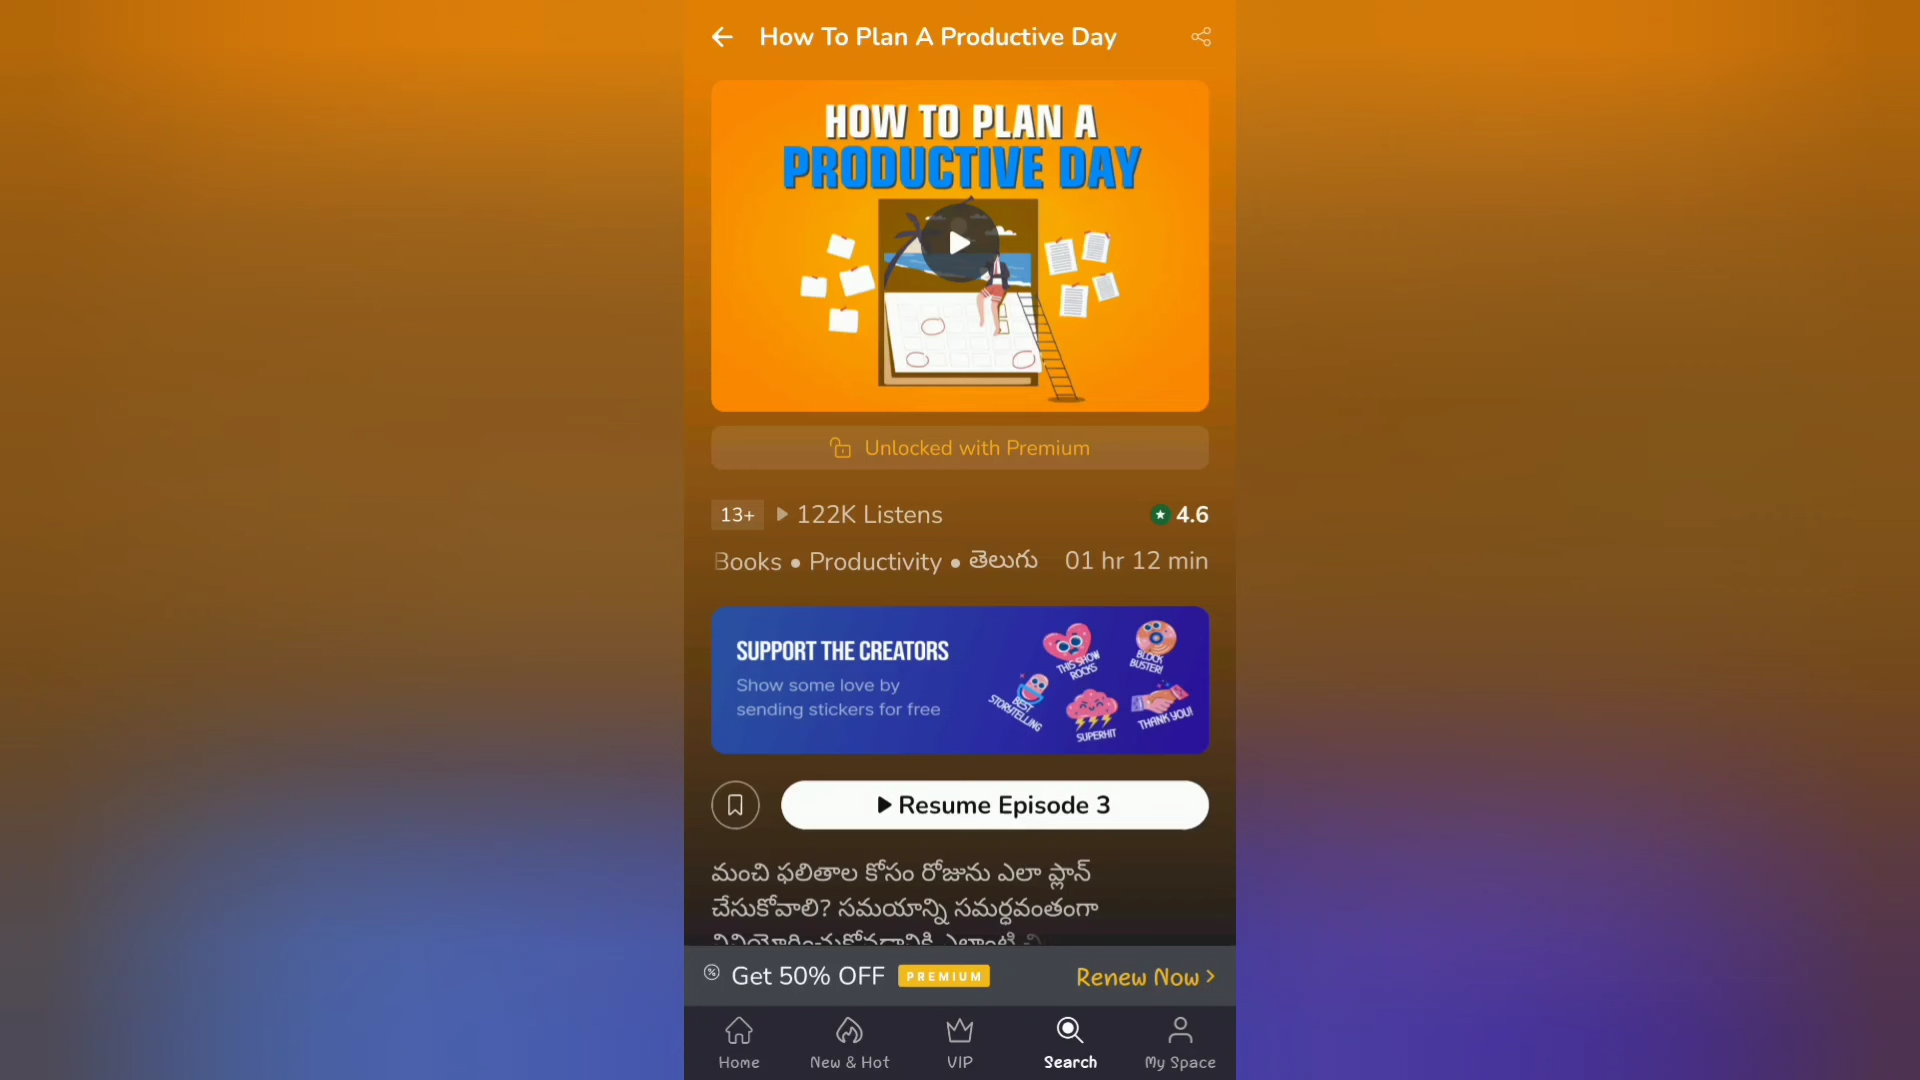 How To Plan A Productive Day
HOW TO PLAN A
PRODUCTIVE DAY
Unlocked with Premium
13+ 122K Listens 4.6
Books • Productivity • తెలుగు 01 hr 12 min
SUPPORT THE CREATORS
Show some love by
sending stickers for free
THIS SHOW
ROCKS
BLOCK
BUSTER!
BEST
STORYTELLING
SUPERHIT
THANK YOU!
Resume Episode 3
మంచి ఫలితాల కోసం రోజును ఎలా ప్లాన్
చేసుకోవాలి? సమయాన్ని సమర్ధవంతంగా
Get 50% OFF PREMIUM Renew Now >
Home New & Hot VIP Search My Space